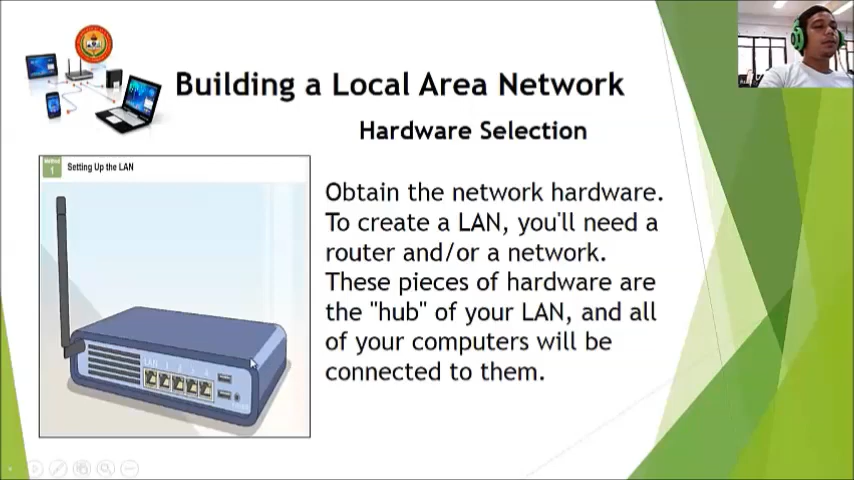 Building a Local Area Network
Hardware Selection
Method
1
Setting Up the LAN
LAN
Obtain the network hardware.
To create a LAN, you'll need a
router and/or a network.
These pieces of hardware are
the "hub" of your LAN, and all
of your computers will be
connected to them.